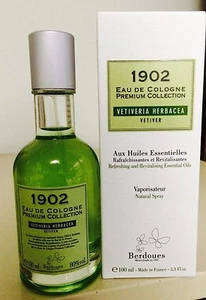 1902
EAU DE COLOGNE
PREMIUM COLLECTION
VETIVERIA HERBACEA
VETIVER
Berdoues
80%
1902
EAU DE COLOGNE
PREMIUM COLLECTION
VETIVERIA HERBACEA
VETIVER
Aux Huiles Essentielles
Rafraîchissantes et Revitalisantes
Refreshing and Revitalising Essential Oils
Vaporisateur
Natural Spray
Berdoues
100 ml - Made in France - 3.3 fl.oz